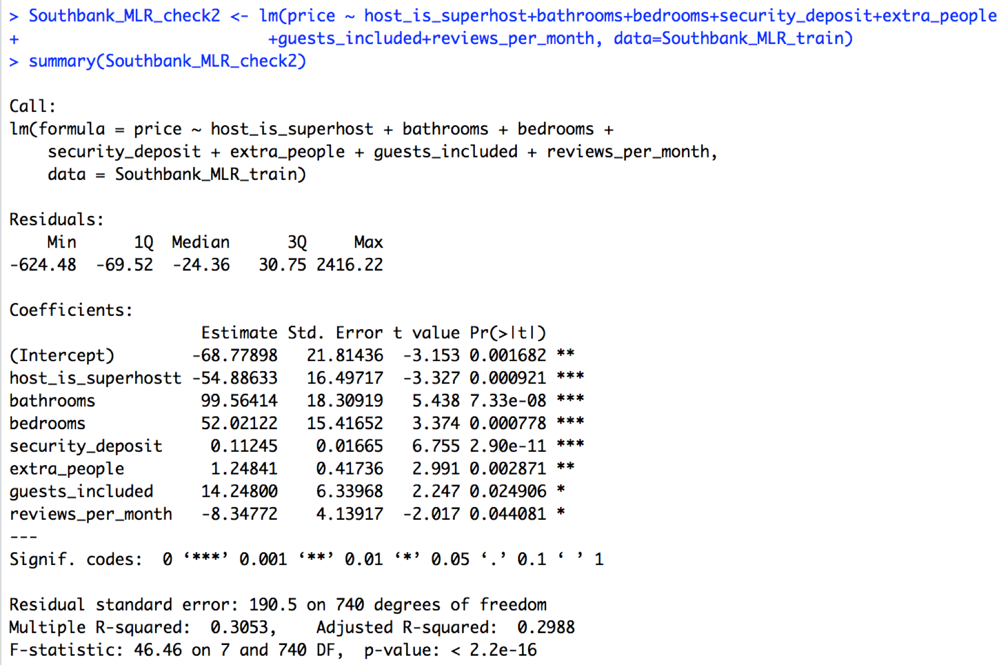 > Southbank_MLR_check2 <- lm(price ~ host_is_superhost+bathrooms+bedrooms+security_deposit+extra_people
+                           +guests_included+reviews_per_month, data=Southbank_MLR_train)
> summary(Southbank_MLR_check2)
Call:
lm(formula = price ~ host_is_superhost + bathrooms + bedrooms +
    security_deposit + extra_people + guests_included + reviews_per_month,
    data = Southbank_MLR_train)
Residuals:
    Min      1Q  Median      3Q     Max
-624.48  -69.52  -24.36   30.75 2416.22
Coefficients:
                    Estimate Std. Error t value Pr(>|t|)
(Intercept)        -68.77898   21.81436  -3.153 0.001682 **
host_is_superhostt -54.88633   16.49717  -3.327 0.000921 ***
bathrooms           99.56414   18.30919   5.438 7.33e-08 ***
bedrooms            52.02122   15.41652   3.374 0.000778 ***
security_deposit     0.11245    0.01665   6.755 2.90e-11 ***
extra_people         1.24841    0.41736   2.991 0.002871 **
guests_included     14.24800    6.33968   2.247 0.024906 *
reviews_per_month   -8.34772    4.13917  -2.017 0.044081 *
---
Signif. codes:  0 ‘***’ 0.001 ‘**’ 0.01 ‘*’ 0.05 ‘.’ 0.1 ‘ ’ 1
Residual standard error: 190.5 on 740 degrees of freedom
Multiple R-squared:  0.3053,    Adjusted R-squared:  0.2988
F-statistic: 46.46 on 7 and 740 DF,  p-value: < 2.2e-16